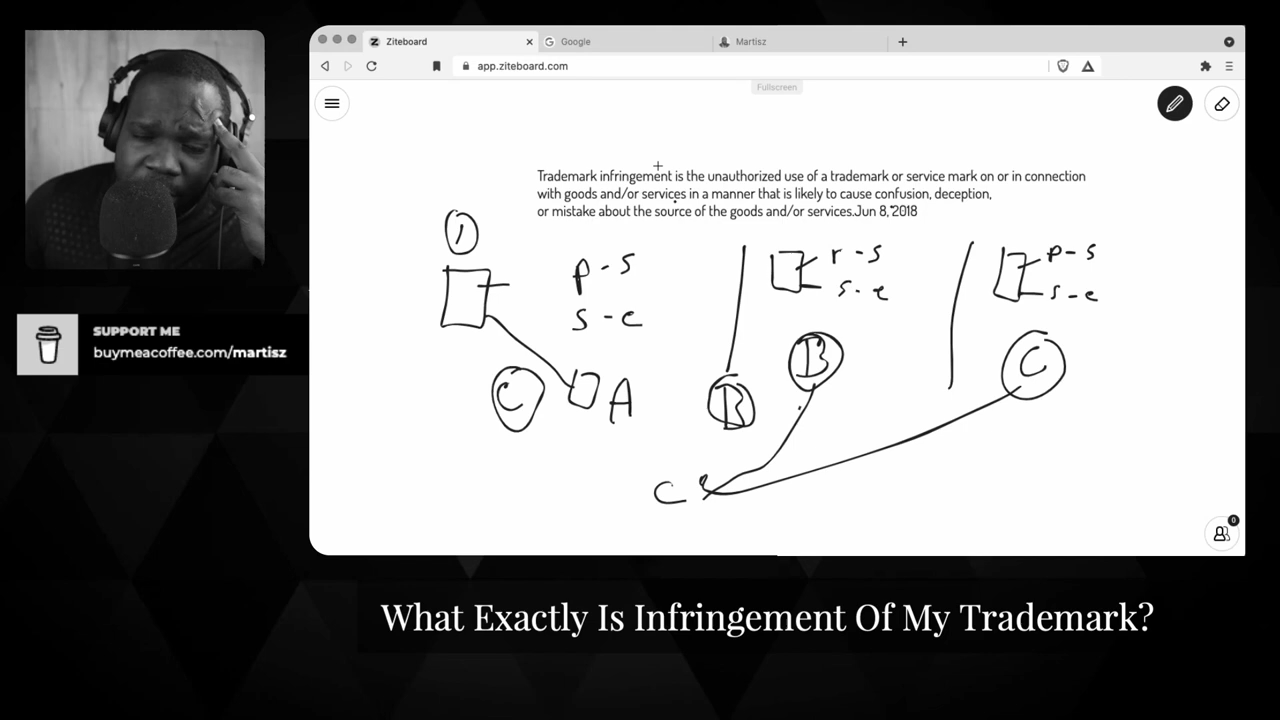 Ziteboard
Google
Martisz
app.ziteboard.com
Fullscreen
Trademark infringement is the unauthorized use of a trademark or service mark on or in connection
with goods and/or services in a manner that is likely to cause confusion, deception,
or mistake about the source of the goods and/or services.Jun 8, 2018
1
p - s
s - e
r - s
s - e
p - s
s - e
C
A
B
B
C
C
0
SUPPORT ME
buymeacoffee.com/martisz
What Exactly Is Infringement Of My Trademark?